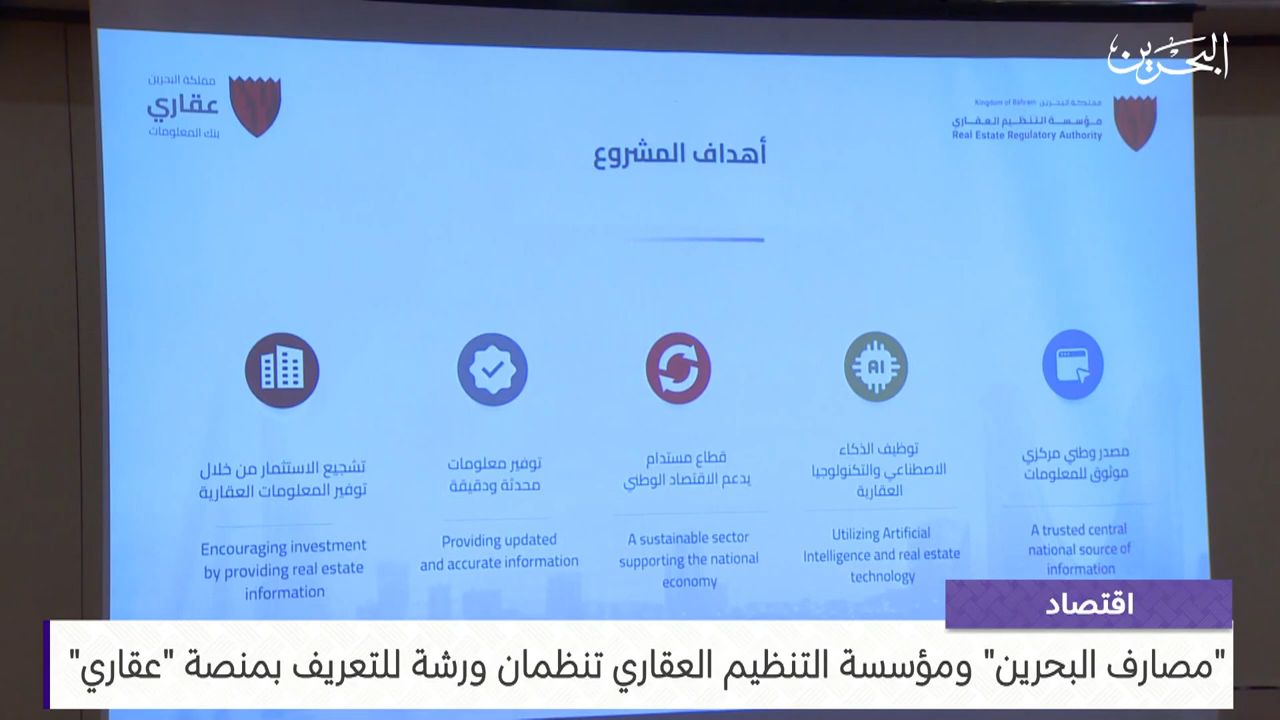 البحرين
مملكة البحرين Kingdom of Bahrain
مؤسسة التنظيم العقاري
Real Estate Regulatory Authority
مملكة البحرين
عقاري
بنك المعلومات
أهداف المشروع
AI
مصدر وطني مركزي
موثوق للمعلومات
A trusted central
national source of
information
توظيف الذكاء
الاصطناعي والتكنولوجيا
العقارية
Utilizing Artificial
Intelligence and real estate
technology
قطاع مستدام
يدعم الاقتصاد الوطني
A sustainable sector
supporting the national
economy
توفير معلومات
محدثة ودقيقة
Providing updated
and accurate information
تشجيع الاستثمار من خلال
توفير المعلومات العقارية
Encouraging investment
by providing real estate
information
اقتصاد
"مصارف البحرين" ومؤسسة التنظيم العقاري تنظمان ورشة للتعريف بمنصة "عقاري"